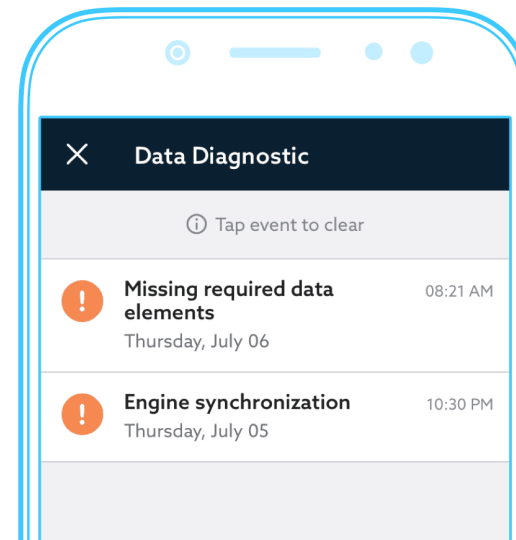 Data Diagnostic
Tap event to clear
Missing required data
elements
08:21 AM
Thursday, July 06
Engine synchronization
10:30 PM
Thursday, July 05